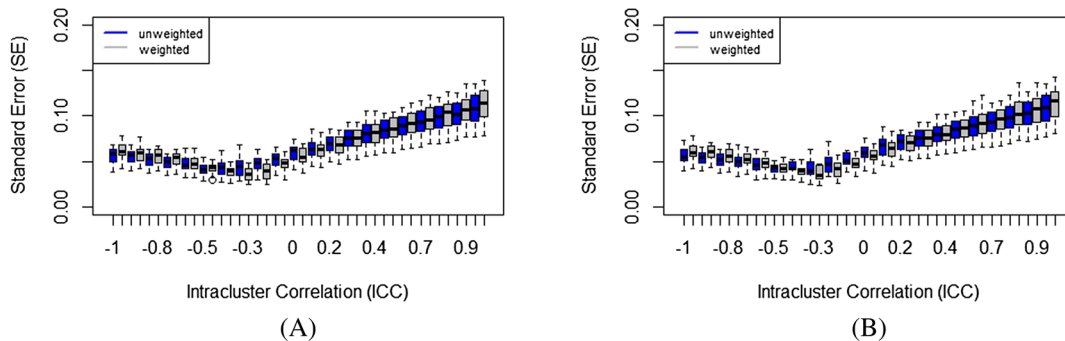 0.20
0.10
0.00
Standard Error (SE)
unweighted
weighted
-1 -0.8 -0.5 -0.3 0 0.2 0.4 0.7 0.9
Intracluster Correlation (ICC)
(A)
0.20
0.10
0.00
Standard Error (SE)
unweighted
weighted
-1 -0.8 -0.5 -0.3 0 0.2 0.4 0.7 0.9
Intracluster Correlation (ICC)
(B)